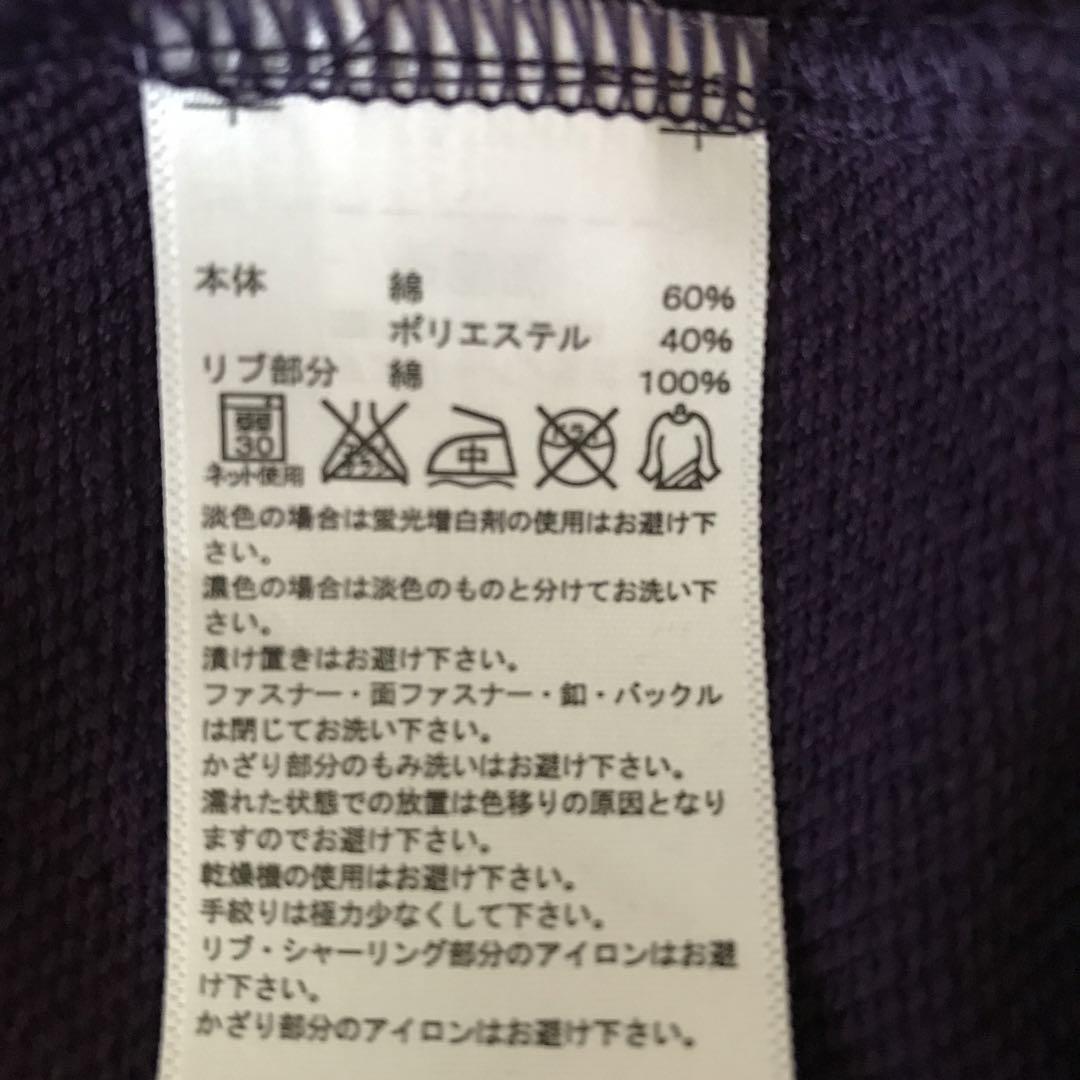 本体 綿 60%
ポリエステル 40%
リブ部分 綿 100%
弱
30
ネット使用
エンソ
サラシ
中
ドライ
淡色の場合は蛍光増白剤の使用はお避け下
さい。
濃色の場合は淡色のものと分けてお洗い下
さい。
漬け置きはお避け下さい。
ファスナー・面ファスナー・釦・バックル
は閉じてお洗い下さい。
かざり部分のもみ洗いはお避け下さい。
濡れた状態での放置は色移りの原因となり
ますのでお避け下さい。
乾燥機の使用はお避け下さい。
手絞りは極力少なくして下さい。
リブ・シャーリング部分のアイロンはお避
け下さい。
かざり部分のアイロンはお避け下さい。